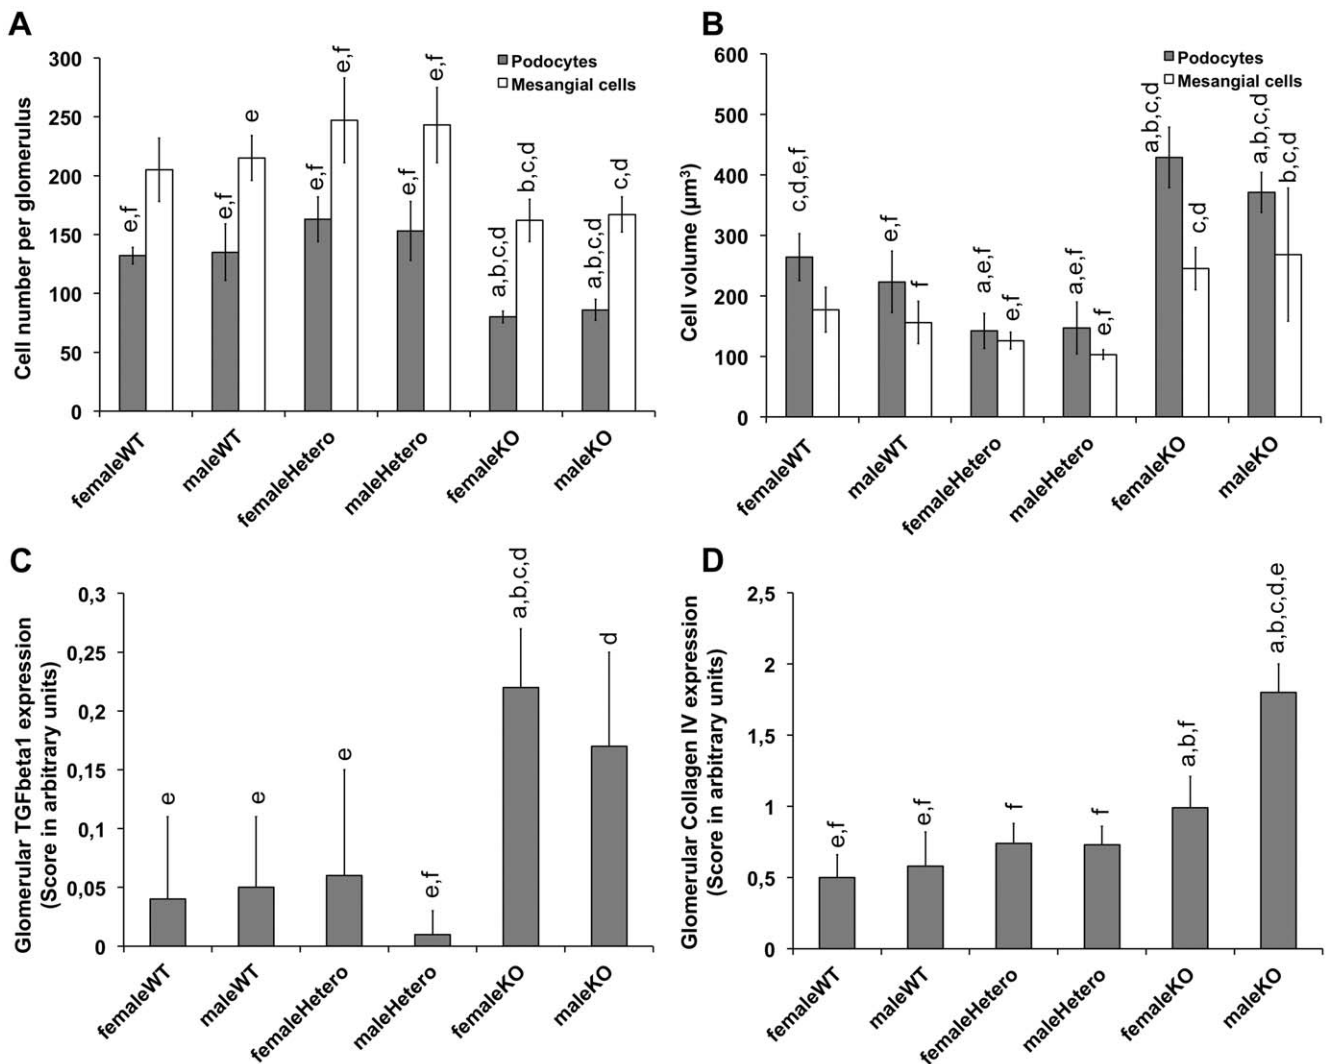 A
300
250
200
150
100
50
0
Cell number per glomerulus
Podocytes
Mesangial cells
e,f
e,f
e
e,f
e,f
e,f
e,f
a,b,c,d
b,c,d
a,b,c,d
c,d
femaleWT
maleWT
femaleHetero
maleHetero
femaleKO
maleKO
B
600
500
400
300
200
100
0
Cell volume (µm³)
Podocytes
Mesangial cells
c,d,e,f
e,f
f
a,e,f
e,f
a,e,f
e,f
a,b,c,d
c,d
a,b,c,d
b,c,d
femaleWT
maleWT
femaleHetero
maleHetero
femaleKO
maleKO
C
0,3
0,25
0,2
0,15
0,1
0,05
0
Glomerular TGFbeta1 expression
(Score in arbitrary units)
e
e
e
e,f
a,b,c,d
d
femaleWT
maleWT
femaleHetero
maleHetero
femaleKO
maleKO
D
2,5
2
1,5
1
0,5
0
Glomerular Collagen IV expression
(Score in arbitrary units)
e,f
e,f
f
f
a,b,f
a,b,c,d,e
femaleWT
maleWT
femaleHetero
maleHetero
femaleKO
maleKO